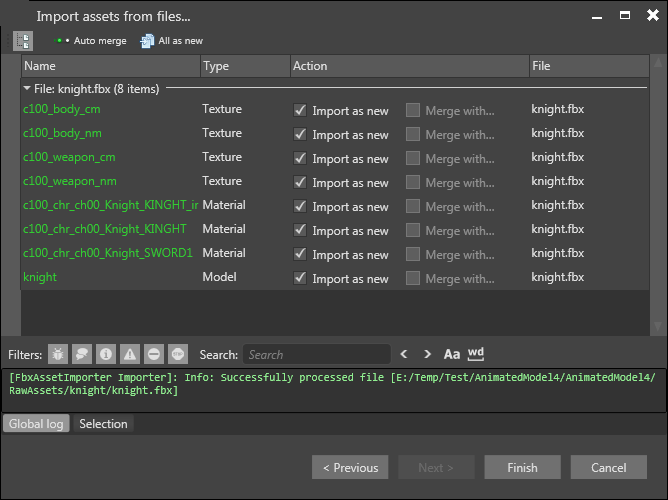 Import assets from files...
Auto merge All as new
Name Type Action File
File: knight.fbx (8 items)
c100_body_cm Texture Import as new Merge with... knight.fbx
c100_body_nm Texture Import as new Merge with... knight.fbx
c100_weapon_cm Texture Import as new Merge with... knight.fbx
c100_weapon_nm Texture Import as new Merge with... knight.fbx
c100_chr_ch00_Knight_KINGHT_in Material Import as new Merge with... knight.fbx
c100_chr_ch00_Knight_KINGHT Material Import as new Merge with... knight.fbx
c100_chr_ch00_Knight_SWORD1 Material Import as new Merge with... knight.fbx
knight Model Import as new Merge with... knight.fbx
Filters: Search: Search < > Aa wd
[FbxAssetImporter Importer]: Info: Successfully processed file [E:/Temp/Test/AnimatedModel4/AnimatedModel4/
RawAssets/knight/knight.fbx]
Global log Selection
< Previous Next > Finish Cancel